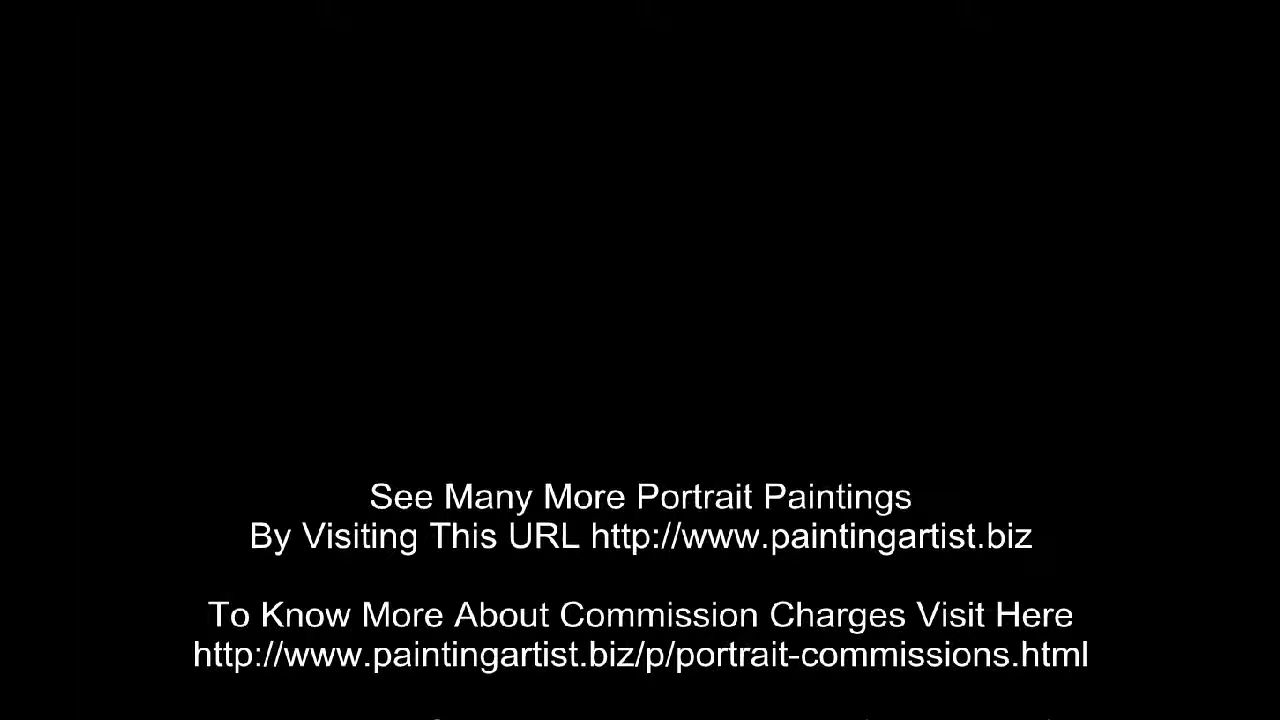 See Many More Portrait Paintings
By Visiting This URL http://www.paintingartist.biz
To Know More About Commission Charges Visit Here
http://www.paintingartist.biz/p/portrait-commissions.html